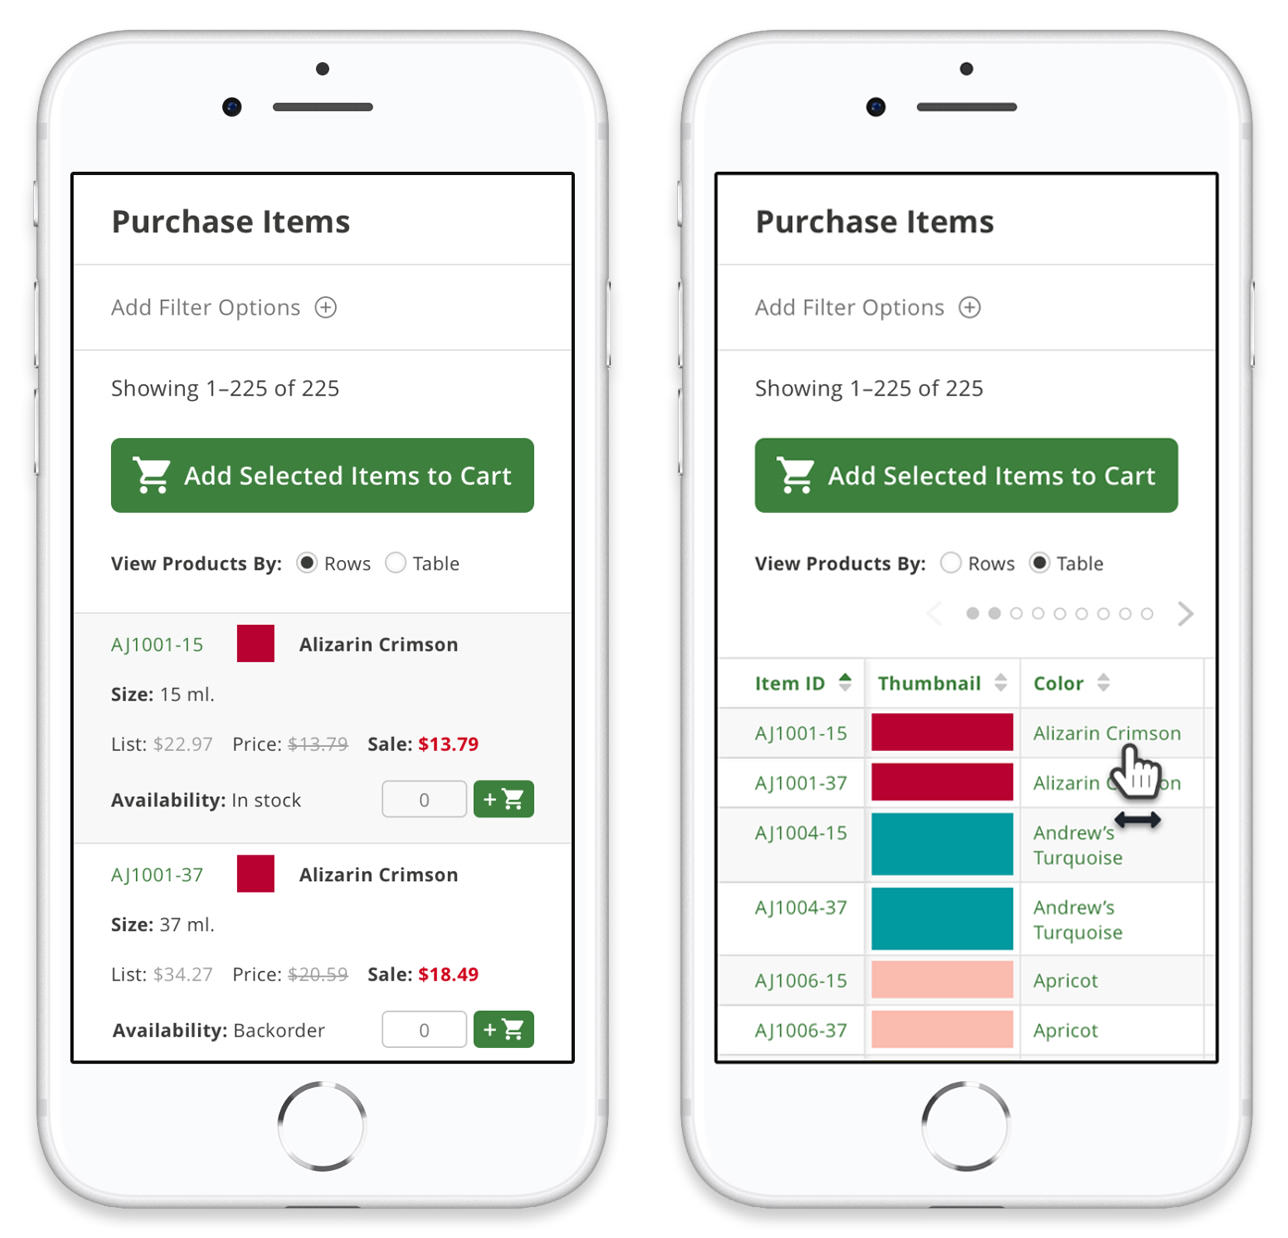 Purchase Items
Add Filter Options
Showing 1–225 of 225
Add Selected Items to Cart
View Products By: Rows Table
AJ1001-15 Alizarin Crimson
Size: 15 ml.
List: $22.97 Price: $13.79 Sale: $13.79
Availability: In stock 0 +
AJ1001-37 Alizarin Crimson
Size: 37 ml.
List: $34.27 Price: $20.59 Sale: $18.49
Availability: Backorder 0 +
Purchase Items
Add Filter Options
Showing 1–225 of 225
Add Selected Items to Cart
View Products By: Rows Table
Item ID Thumbnail Color
AJ1001-15 Alizarin Crimson
AJ1001-37 Alizarin
AJ1004-15 Andrew’s
Turquoise
AJ1004-37 Andrew’s
Turquoise
AJ1006-15 Apricot
AJ1006-37 Apricot